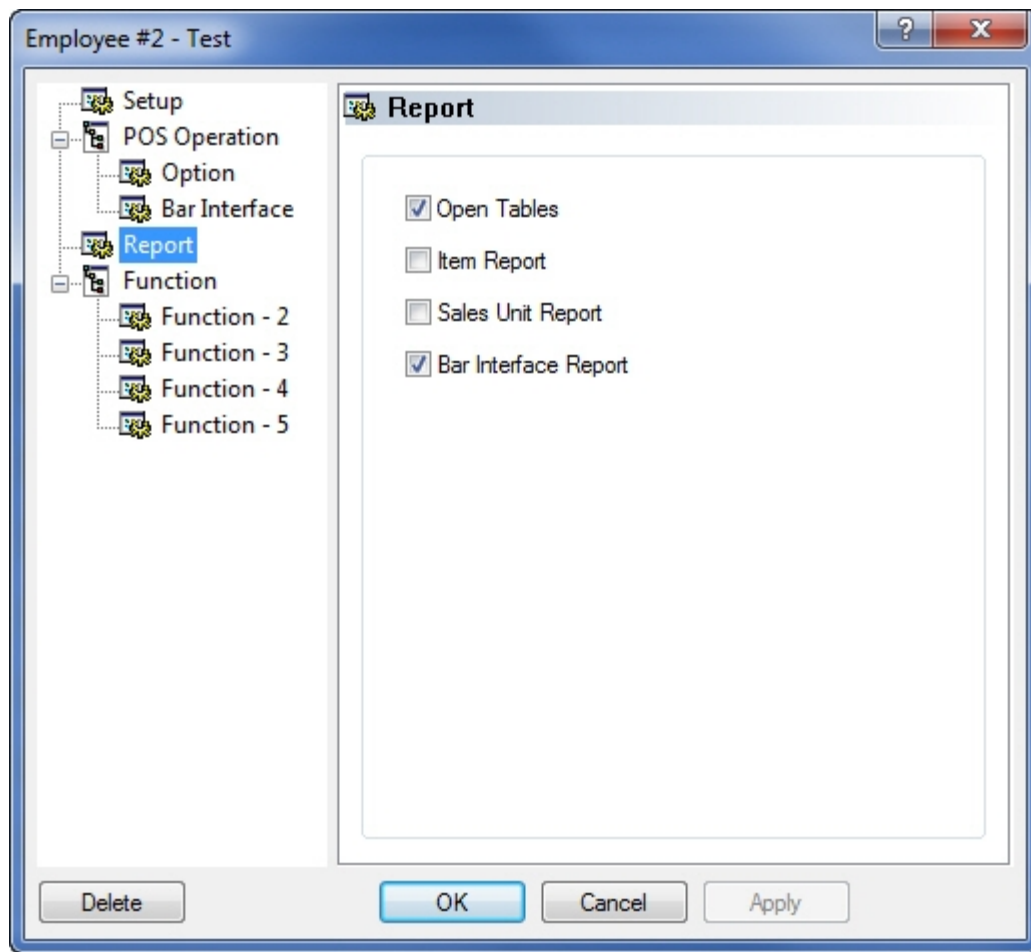 Employee #2 - Test
?
X
Setup
POS Operation
Option
Bar Interface
Report
Function
Function - 2
Function - 3
Function - 4
Function - 5
Report
Open Tables
Item Report
Sales Unit Report
Bar Interface Report
Delete
OK
Cancel
Apply